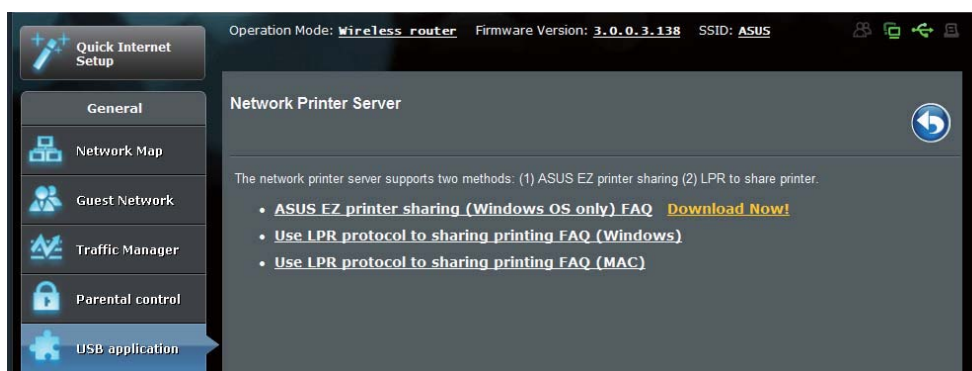 Quick Internet
Setup
Operation Mode: Wireless router Firmware Version: 3.0.0.3.138 SSID: ASUS
General
Network Map
Guest Network
Traffic Manager
Parental control
USB application
Network Printer Server
The network printer server supports two methods: (1) ASUS EZ printer sharing (2) LPR to share printer.
• ASUS EZ printer sharing (Windows OS only) FAQ Download Now!
• Use LPR protocol to sharing printing FAQ (Windows)
• Use LPR protocol to sharing printing FAQ (MAC)